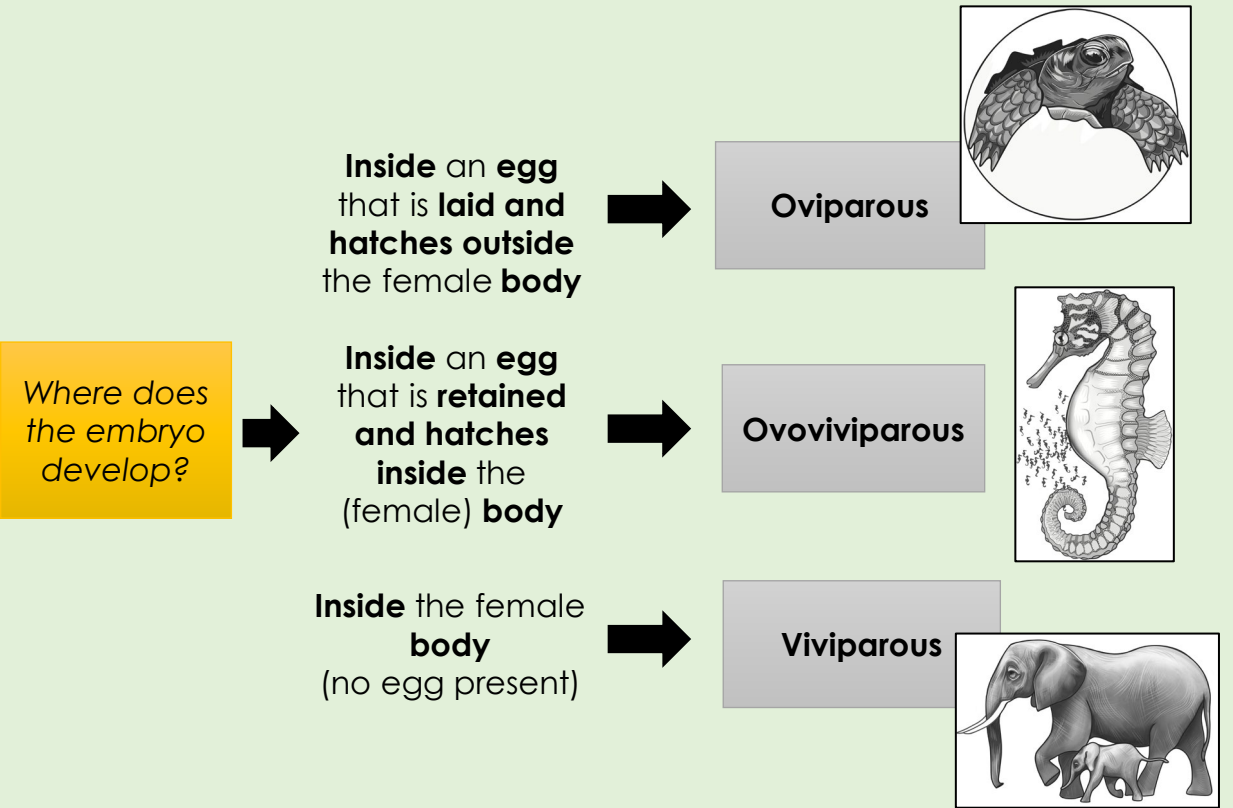 Where does
the embryo
develop?
Inside an egg
that is laid and
hatches outside
the female body
Oviparous
Inside an egg
that is retained
and hatches
inside the
(female) body
Ovoviviparous
Inside the female
body
(no egg present)
Viviparous